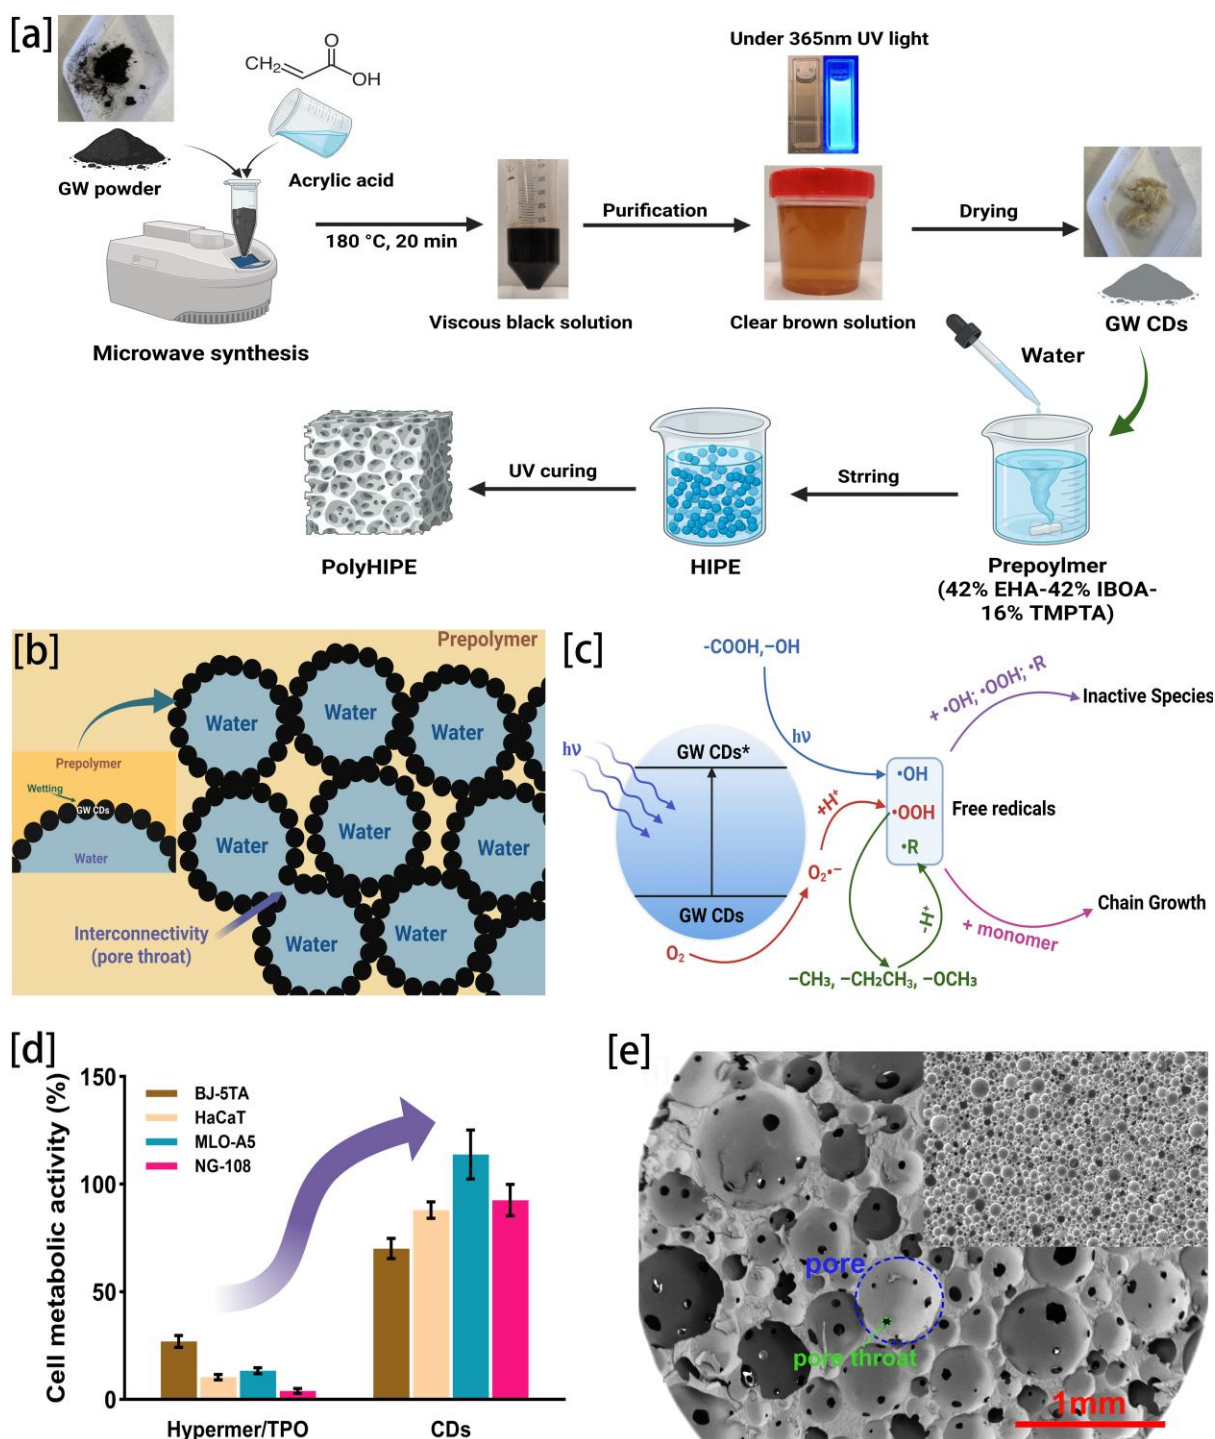 [a]
CH₂
O
OH
Under 365nm UV light
GW powder
Acrylic acid
180 °C, 20 min
Purification
Drying
Microwave synthesis
Viscous black solution
Clear brown solution
GW CDs
Water
PolyHIPE
UV curing
HIPE
Strring
Prepoylmer
(42% EHA-42% IBOA-
16% TMPTA)
[b]
Prepolymer
Water
Water
Water
Prepolymer
Wetting
GW CDs
Water
Water
Water
Water
Interconnectivity
(pore throat)
Water
Water
[c]
-COOH,–OH
hν
hν
GW CDs*
GW CDs
O₂
O₂•–
+H⁺
•OH
•OOH
•R
Free redicals
+ •OH; •OOH; •R
Inactive Species
+ monomer
Chain Growth
-H⁺
–CH₃, –CH₂CH₃, –OCH₃
[d]
Cell metabolic activity (%)
150
100
50
0
BJ-5TA
HaCaT
MLO-A5
NG-108
Hypermer/TPO
CDs
[e]
pore
pore throat
1mm